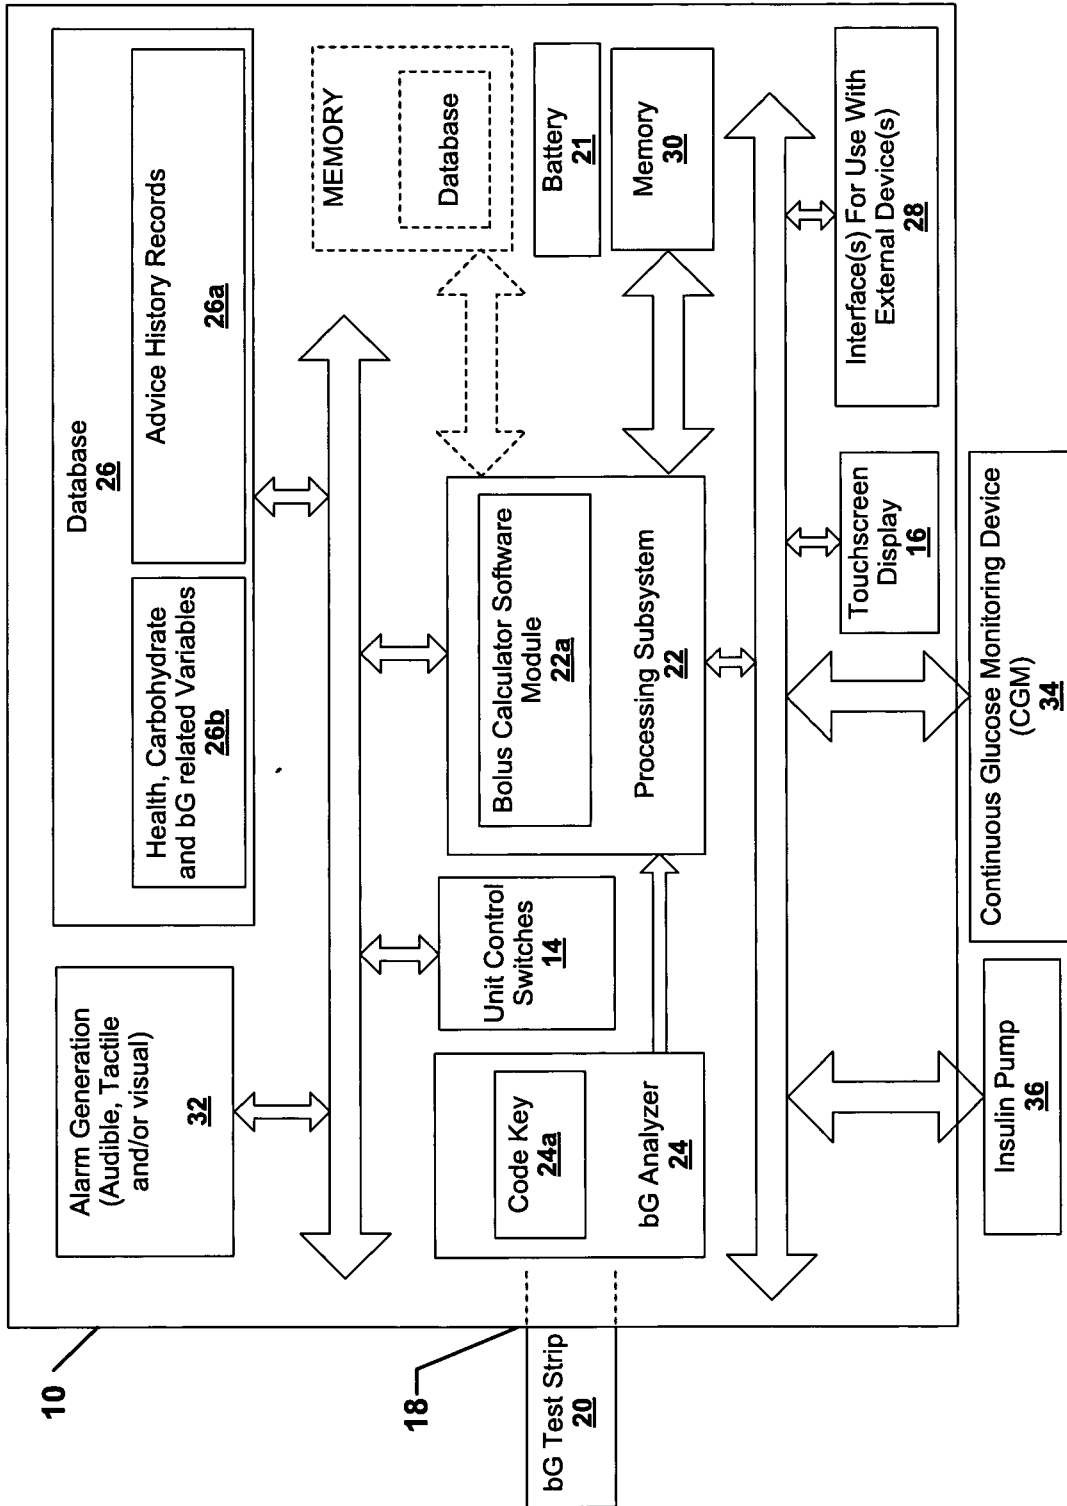 10
18
bG Test Strip
20
Alarm Generation
(Audible, Tactile
and/or visual)
32
Database
26
Health, Carbohydrate
and bG related Variables
26b
Advice History Records
26a
Code Key
24a
bG Analyzer
24
Unit Control
Switches
14
Bolus Calculator Software
Module
22a
Processing Subsystem
22
MEMORY
Database
Battery
21
Memory
30
Touchscreen
Display
16
Interface(s) For Use With
External Device(s)
28
Insulin Pump
36
Continuous Glucose Monitoring Device
(CGM)
34